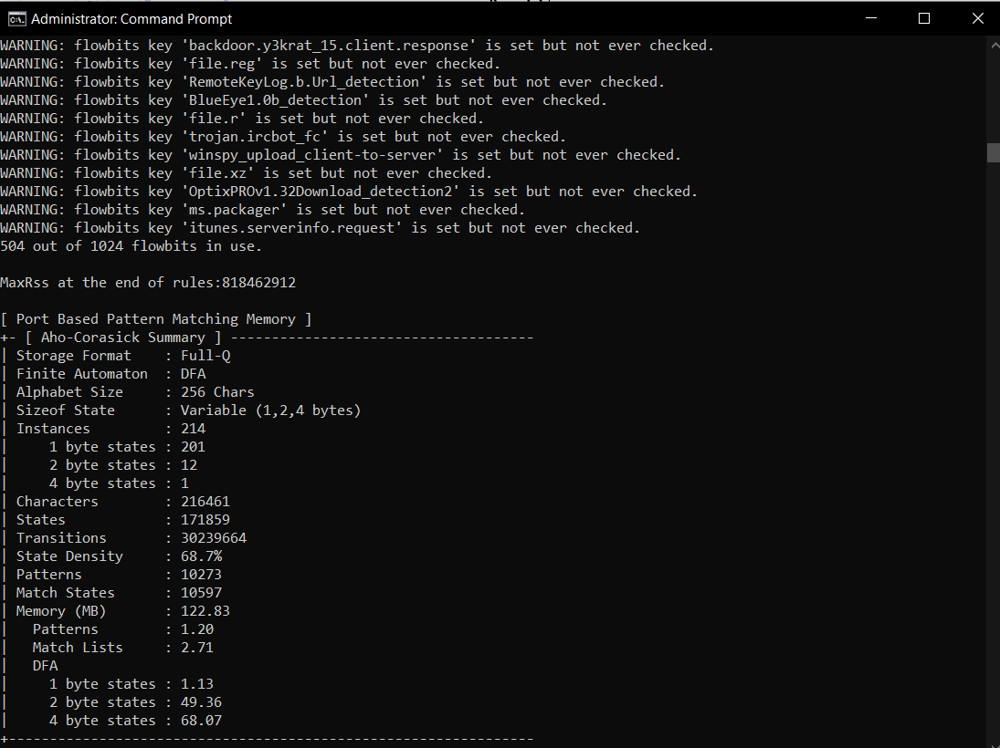 Administrator: Command Prompt
WARNING: flowbits key 'backdoor.y3krat_15.client.response' is set but not ever checked.
WARNING: flowbits key 'file.reg' is set but not ever checked.
WARNING: flowbits key 'RemoteKeyLog.b.Url_detection' is set but not ever checked.
WARNING: flowbits key 'BlueEye1.0b_detection' is set but not ever checked.
WARNING: flowbits key 'file.r' is set but not ever checked.
WARNING: flowbits key 'trojan.ircbot_fc' is set but not ever checked.
WARNING: flowbits key 'winspy_upload_client-to-server' is set but not ever checked.
WARNING: flowbits key 'file.xz' is set but not ever checked.
WARNING: flowbits key 'OptixPROv1.32Download_detection2' is set but not ever checked.
WARNING: flowbits key 'ms.packager' is set but not ever checked.
WARNING: flowbits key 'itunes.serverinfo.request' is set but not ever checked.
504 out of 1024 flowbits in use.
MaxRss at the end of rules:818462912
[ Port Based Pattern Matching Memory ]
+- [ Aho-Corasick Summary ] -------------------------------------
| Storage Format    : Full-Q
| Finite Automaton  : DFA
| Alphabet Size     : 256 Chars
| Sizeof State      : Variable (1,2,4 bytes)
| Instances         : 214
|     1 byte states : 201
|     2 byte states : 12
|     4 byte states : 1
| Characters        : 216461
| States            : 171859
| Transitions       : 30239664
| State Density     : 68.7%
| Patterns          : 10273
| Match States      : 10597
| Memory (MB)       : 122.83
|   Patterns        : 1.20
|   Match Lists     : 2.71
|   DFA
|     1 byte states : 1.13
|     2 byte states : 49.36
|     4 byte states : 68.07
+----------------------------------------------------------------